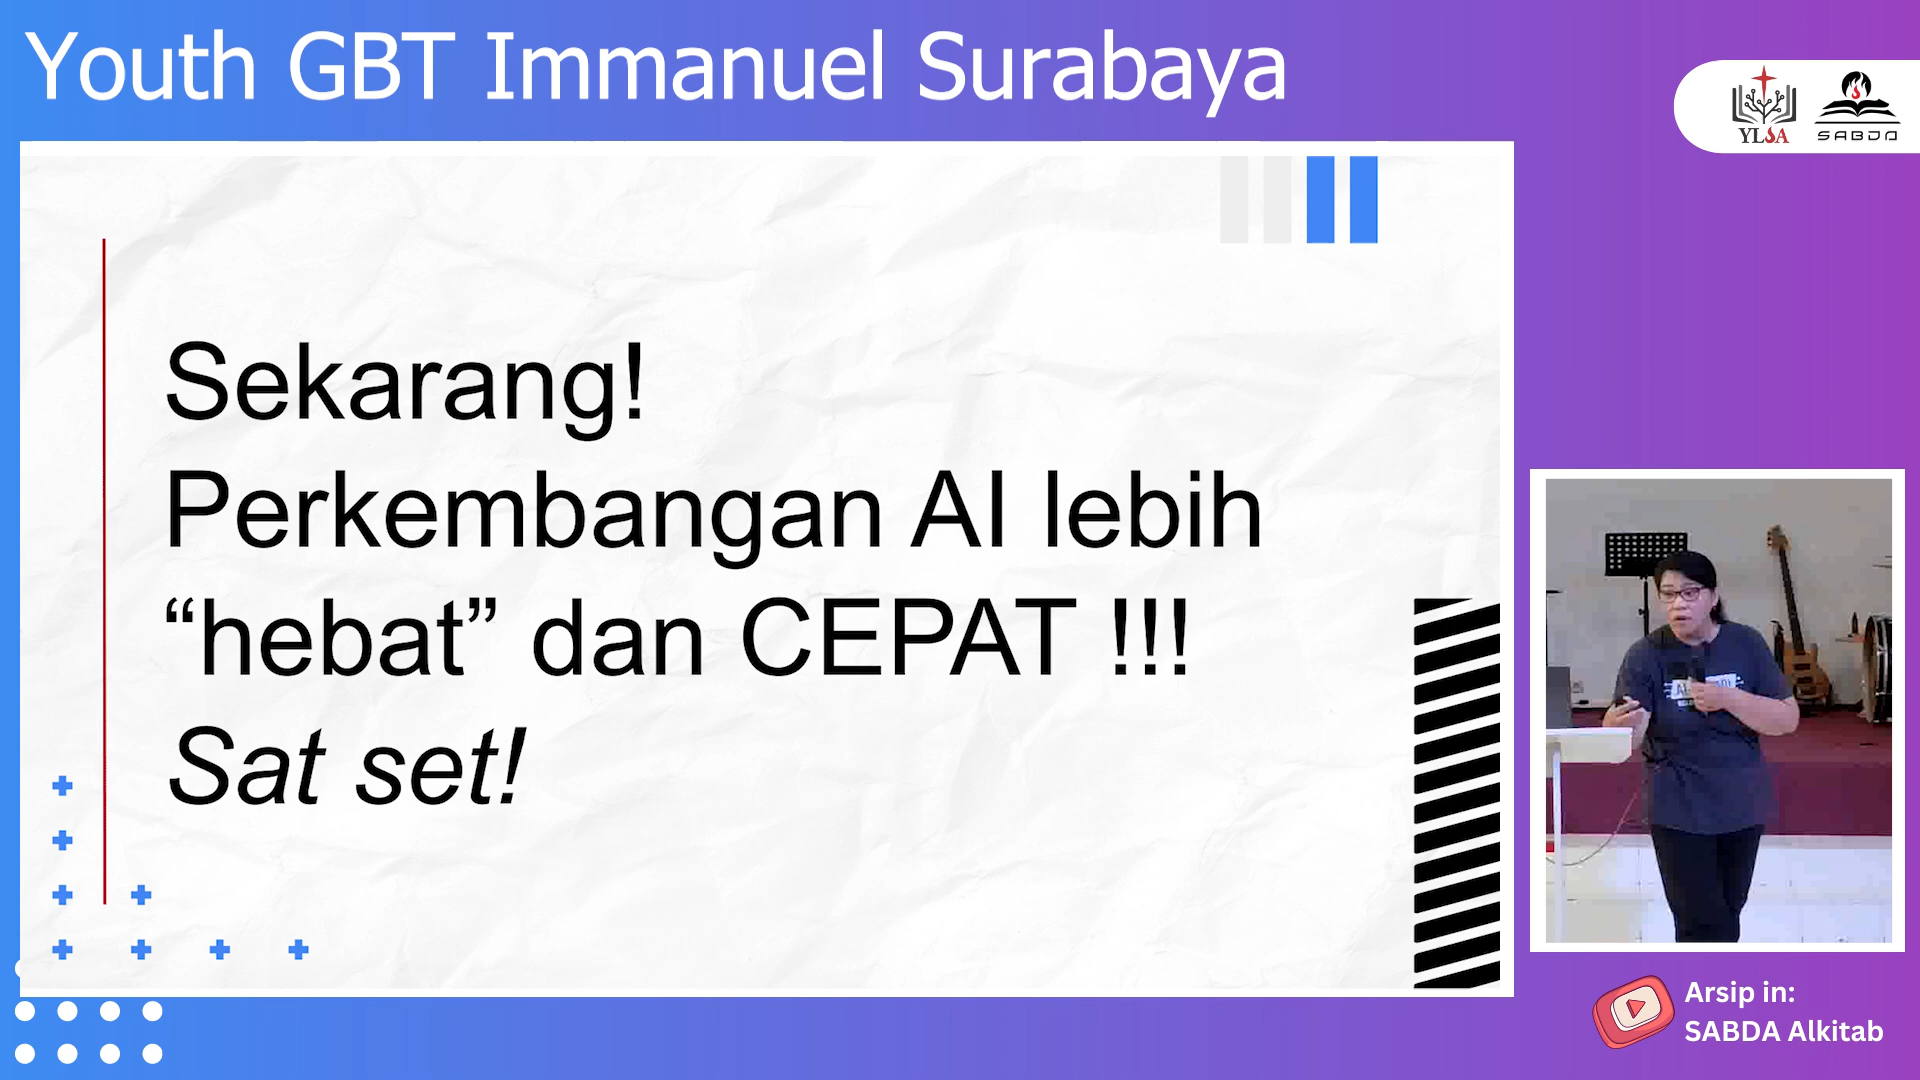 Youth GBT Immanuel Surabaya
YLSA
SABDA
Sekarang!
Perkembangan AI lebih
“hebat” dan CEPAT !!!
Sat set!
Arsip in:
SABDA Alkitab